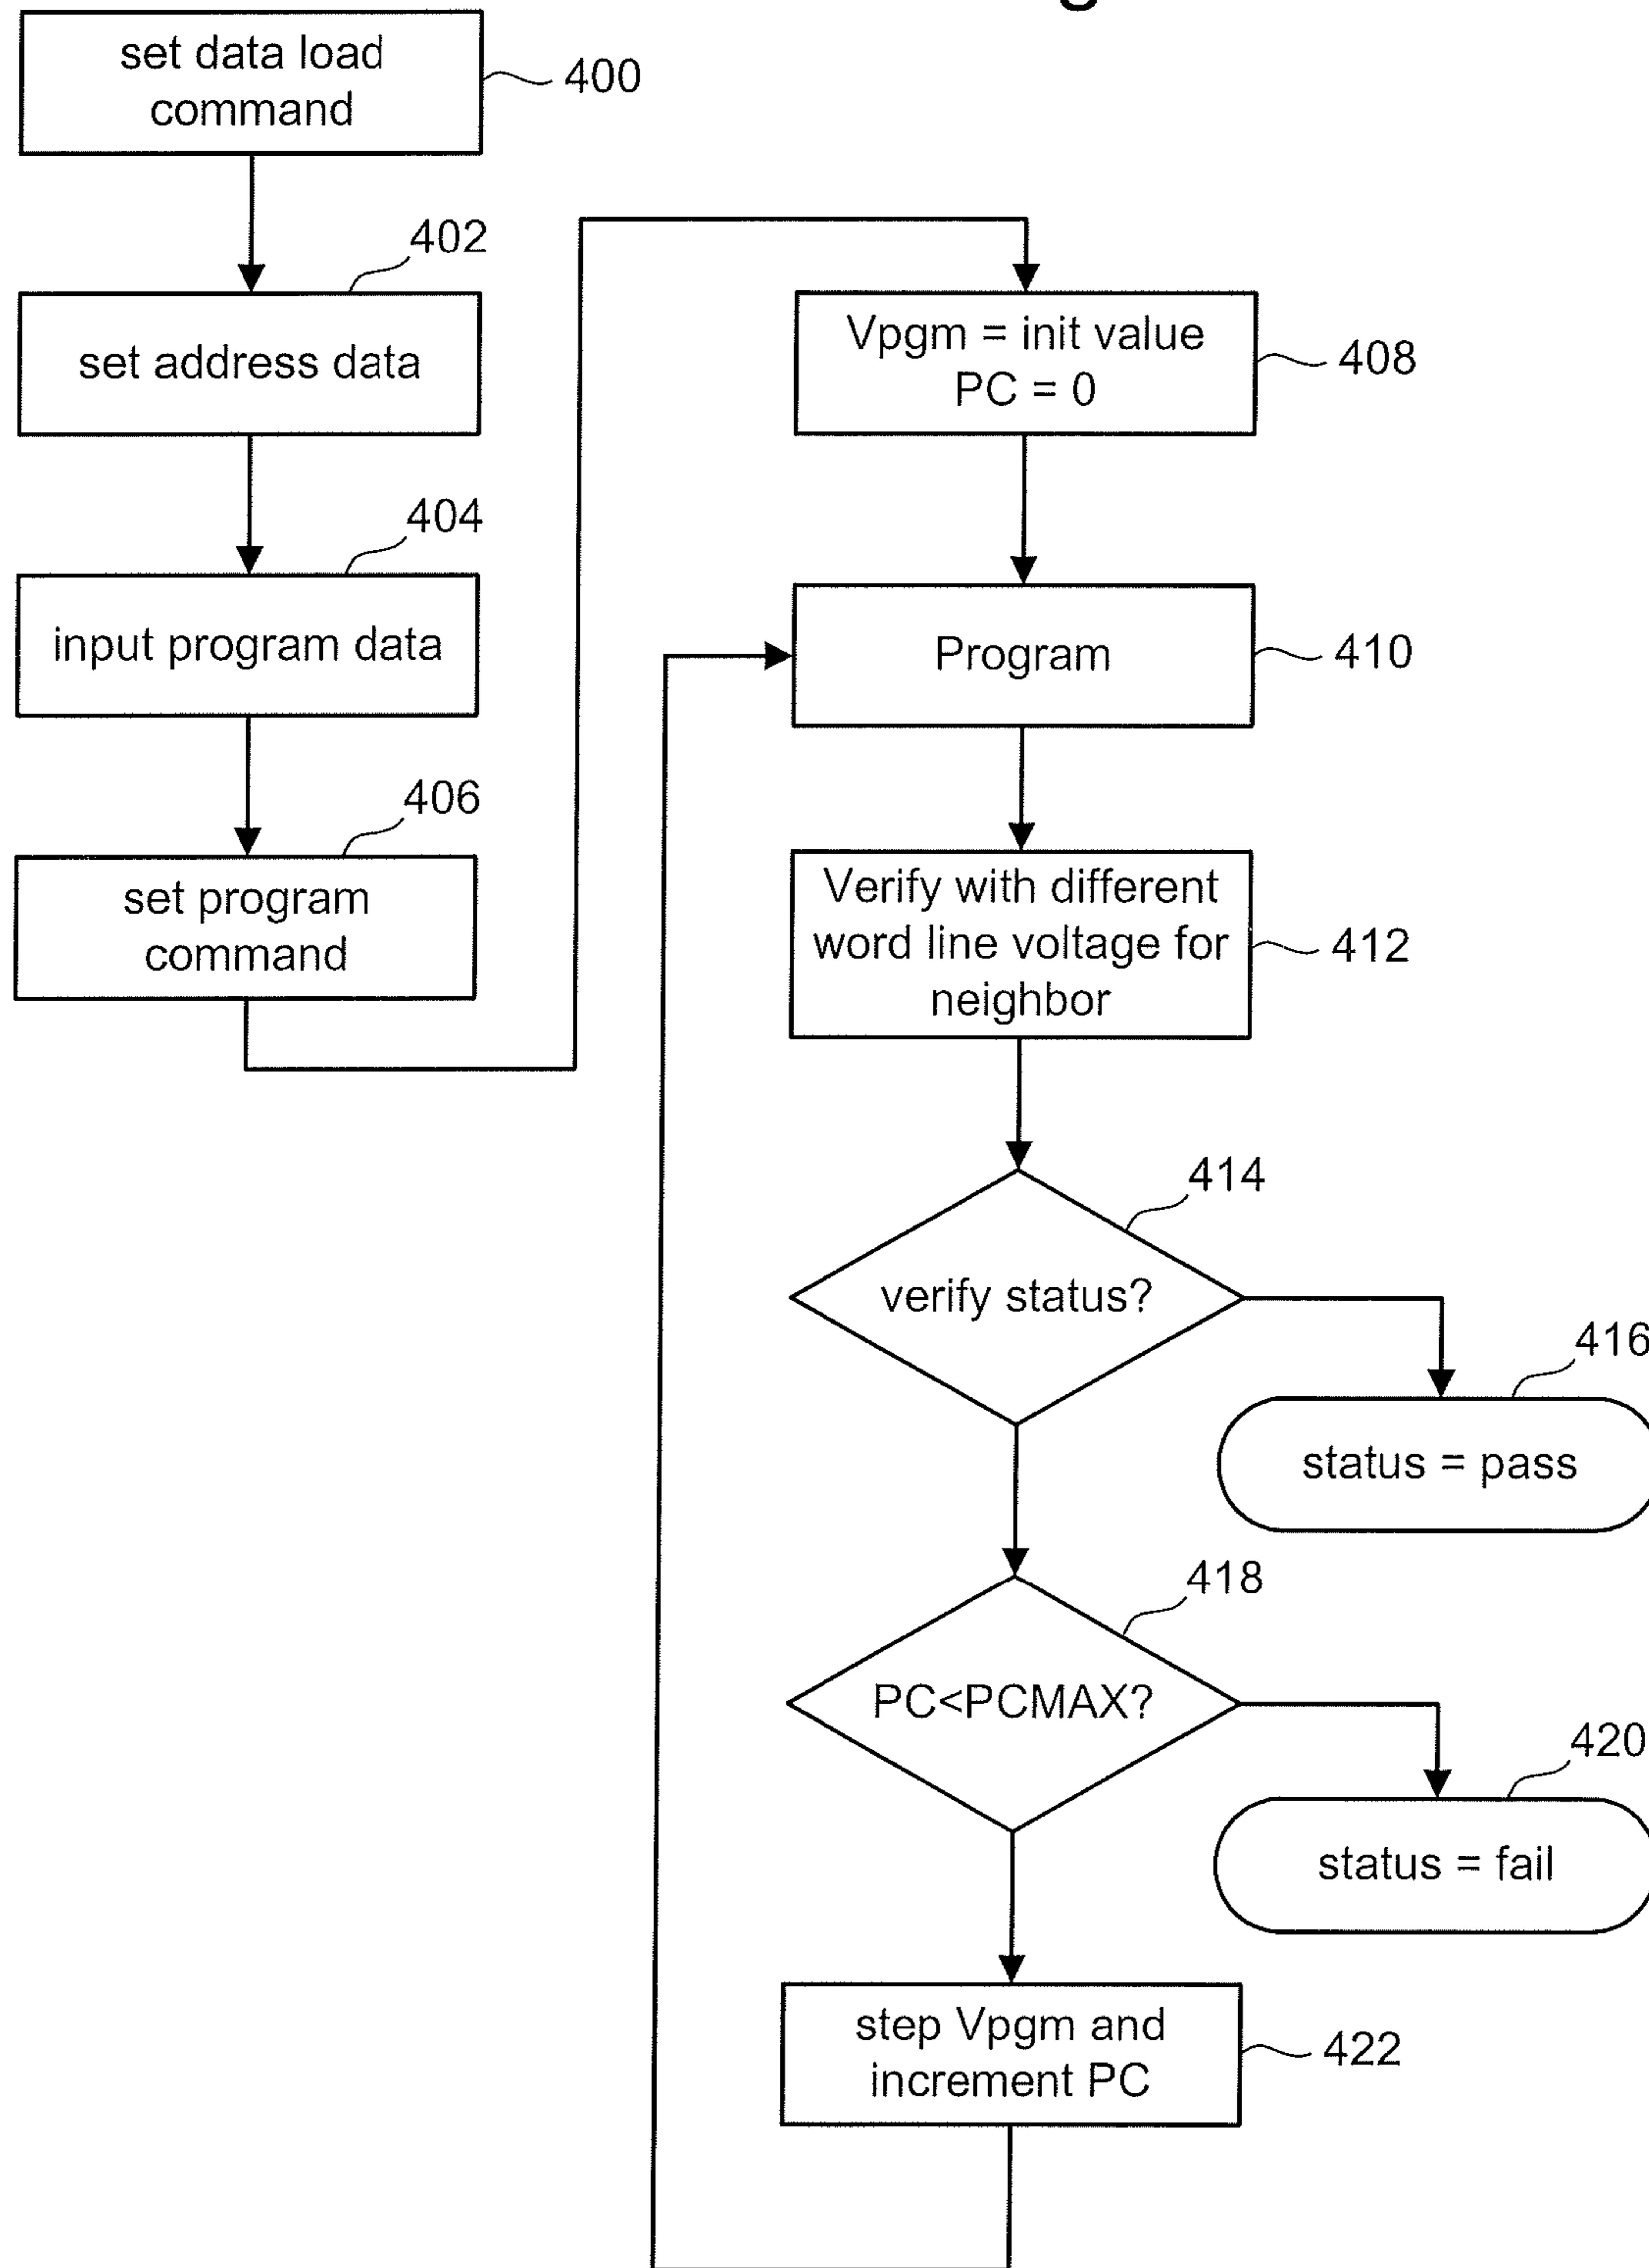 set data load
command
400
402
set address data
404
input program data
406
set program
command
Vpgm = init value
PC = 0
408
Program
410
Verify with different
word line voltage for
neighbor
412
414
verify status?
416
status = pass
418
PC<PCMAX?
420
status = fail
step Vpgm and
increment PC
422